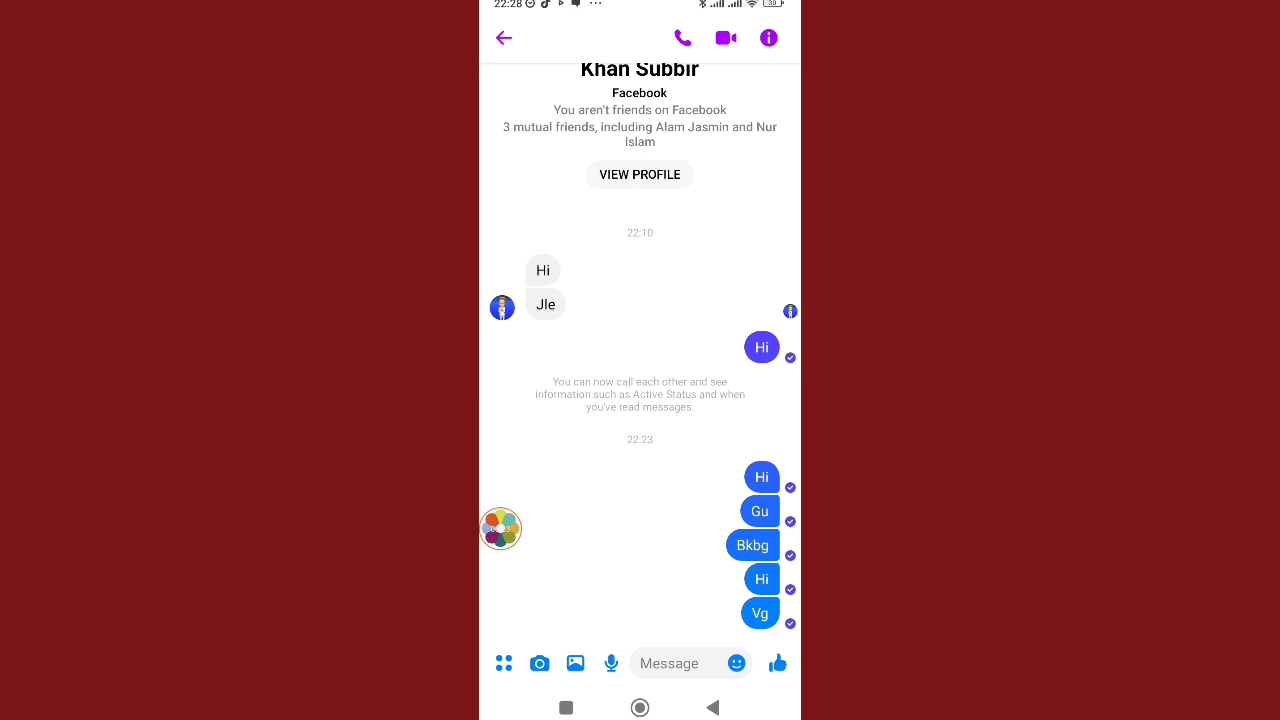 22:28
30
Khan Subbir
Facebook
You aren't friends on Facebook
3 mutual friends, including Alam Jasmin and Nur
Islam
VIEW PROFILE
22:10
Hi
Jle
Hi
You can now call each other and see
information such as Active Status and when
you've read messages.
22:23
Hi
Gu
Bkbg
Hi
Vg
Message